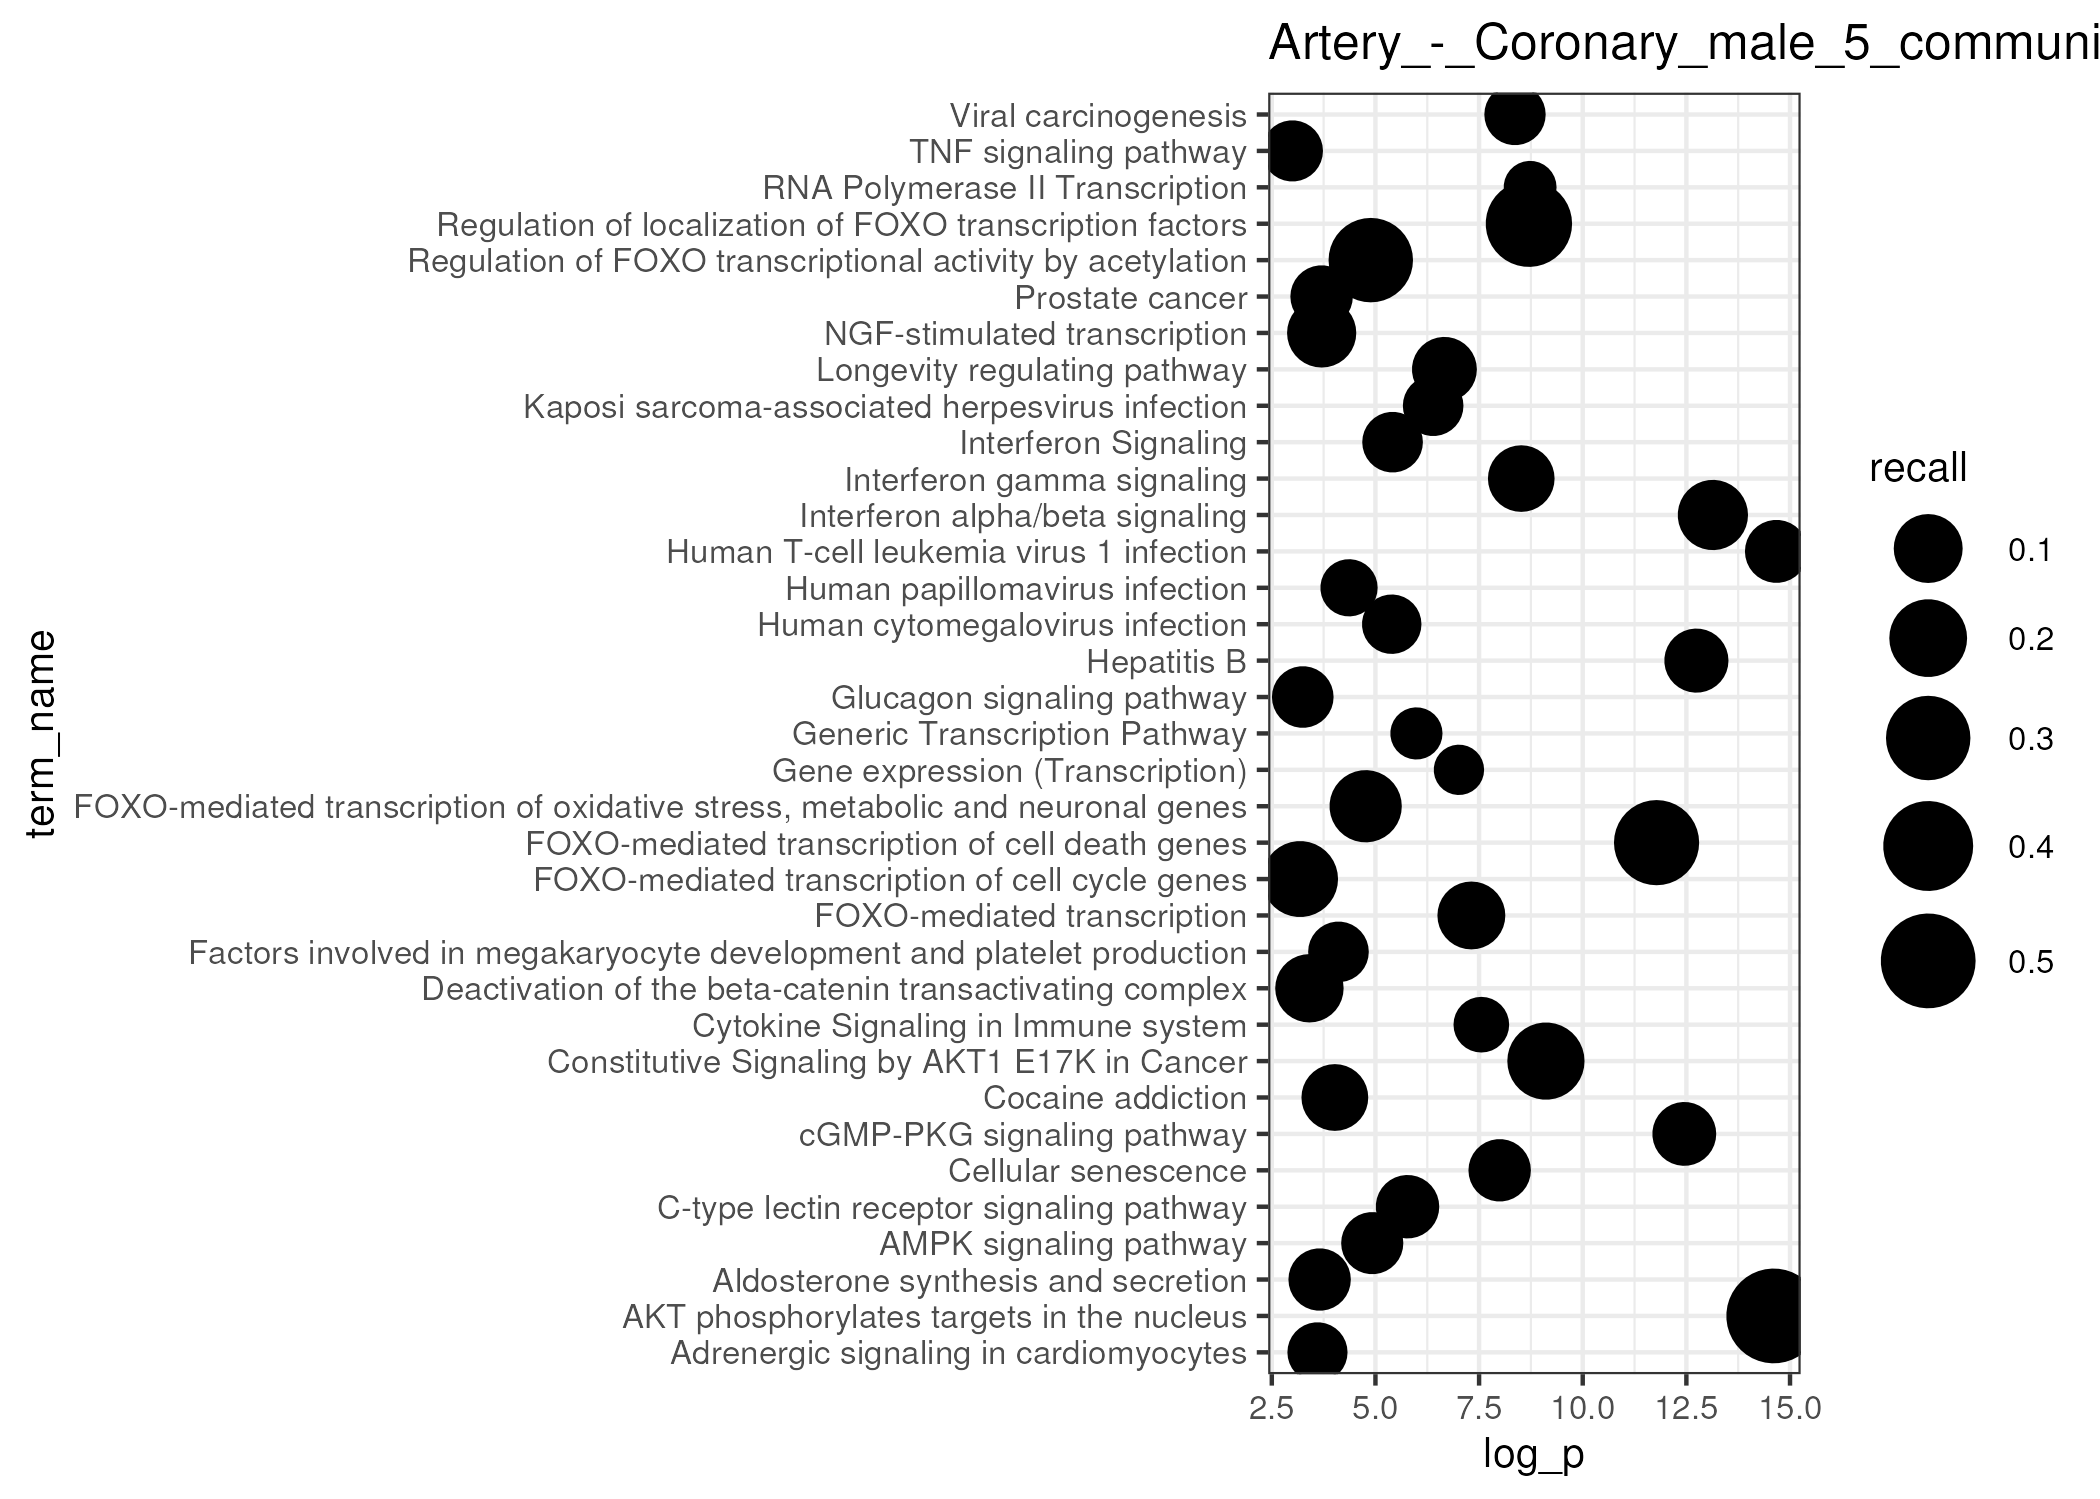 Artery_-_Coronary_male_5_communi
Viral carcinogenesis
TNF signaling pathway
RNA Polymerase II Transcription
Regulation of localization of FOXO transcription factors
Regulation of FOXO transcriptional activity by acetylation
Prostate cancer
NGF-stimulated transcription
Longevity regulating pathway
Kaposi sarcoma-associated herpesvirus infection
Interferon Signaling
Interferon gamma signaling
Interferon alpha/beta signaling
Human T-cell leukemia virus 1 infection
Human papillomavirus infection
Human cytomegalovirus infection
Hepatitis B
Glucagon signaling pathway
Generic Transcription Pathway
Gene expression (Transcription)
FOXO-mediated transcription of oxidative stress, metabolic and neuronal genes
FOXO-mediated transcription of cell death genes
FOXO-mediated transcription of cell cycle genes
FOXO-mediated transcription
Factors involved in megakaryocyte development and platelet production
Deactivation of the beta-catenin transactivating complex
Cytokine Signaling in Immune system
Constitutive Signaling by AKT1 E17K in Cancer
Cocaine addiction
cGMP-PKG signaling pathway
Cellular senescence
C-type lectin receptor signaling pathway
AMPK signaling pathway
Aldosterone synthesis and secretion
AKT phosphorylates targets in the nucleus
Adrenergic signaling in cardiomyocytes
term_name
2.5 5.0 7.5 10.0 12.5 15.0
log_p
recall
0.1
0.2
0.3
0.4
0.5